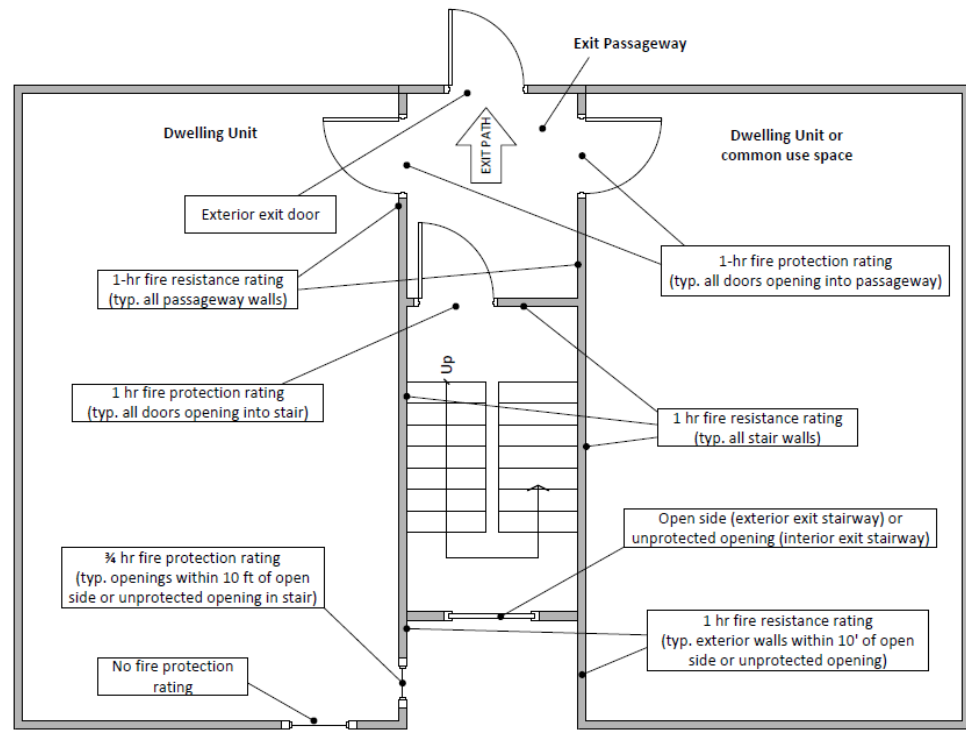 Exit Passageway
Dwelling Unit
Dwelling Unit or
common use space
EXIT PATH
Exterior exit door
1-hr fire resistance rating
(typ. all passageway walls)
1-hr fire protection rating
(typ. all doors opening into passageway)
Up
1 hr fire protection rating
(typ. all doors opening into stair)
1 hr fire resistance rating
(typ. all stair walls)
Open side (exterior exit stairway) or
unprotected opening (interior exit stairway)
¾ hr fire protection rating
(typ. openings within 10 ft of open
side or unprotected opening in stair)
1 hr fire resistance rating
(typ. exterior walls within 10' of open
side or unprotected opening)
No fire protection
rating